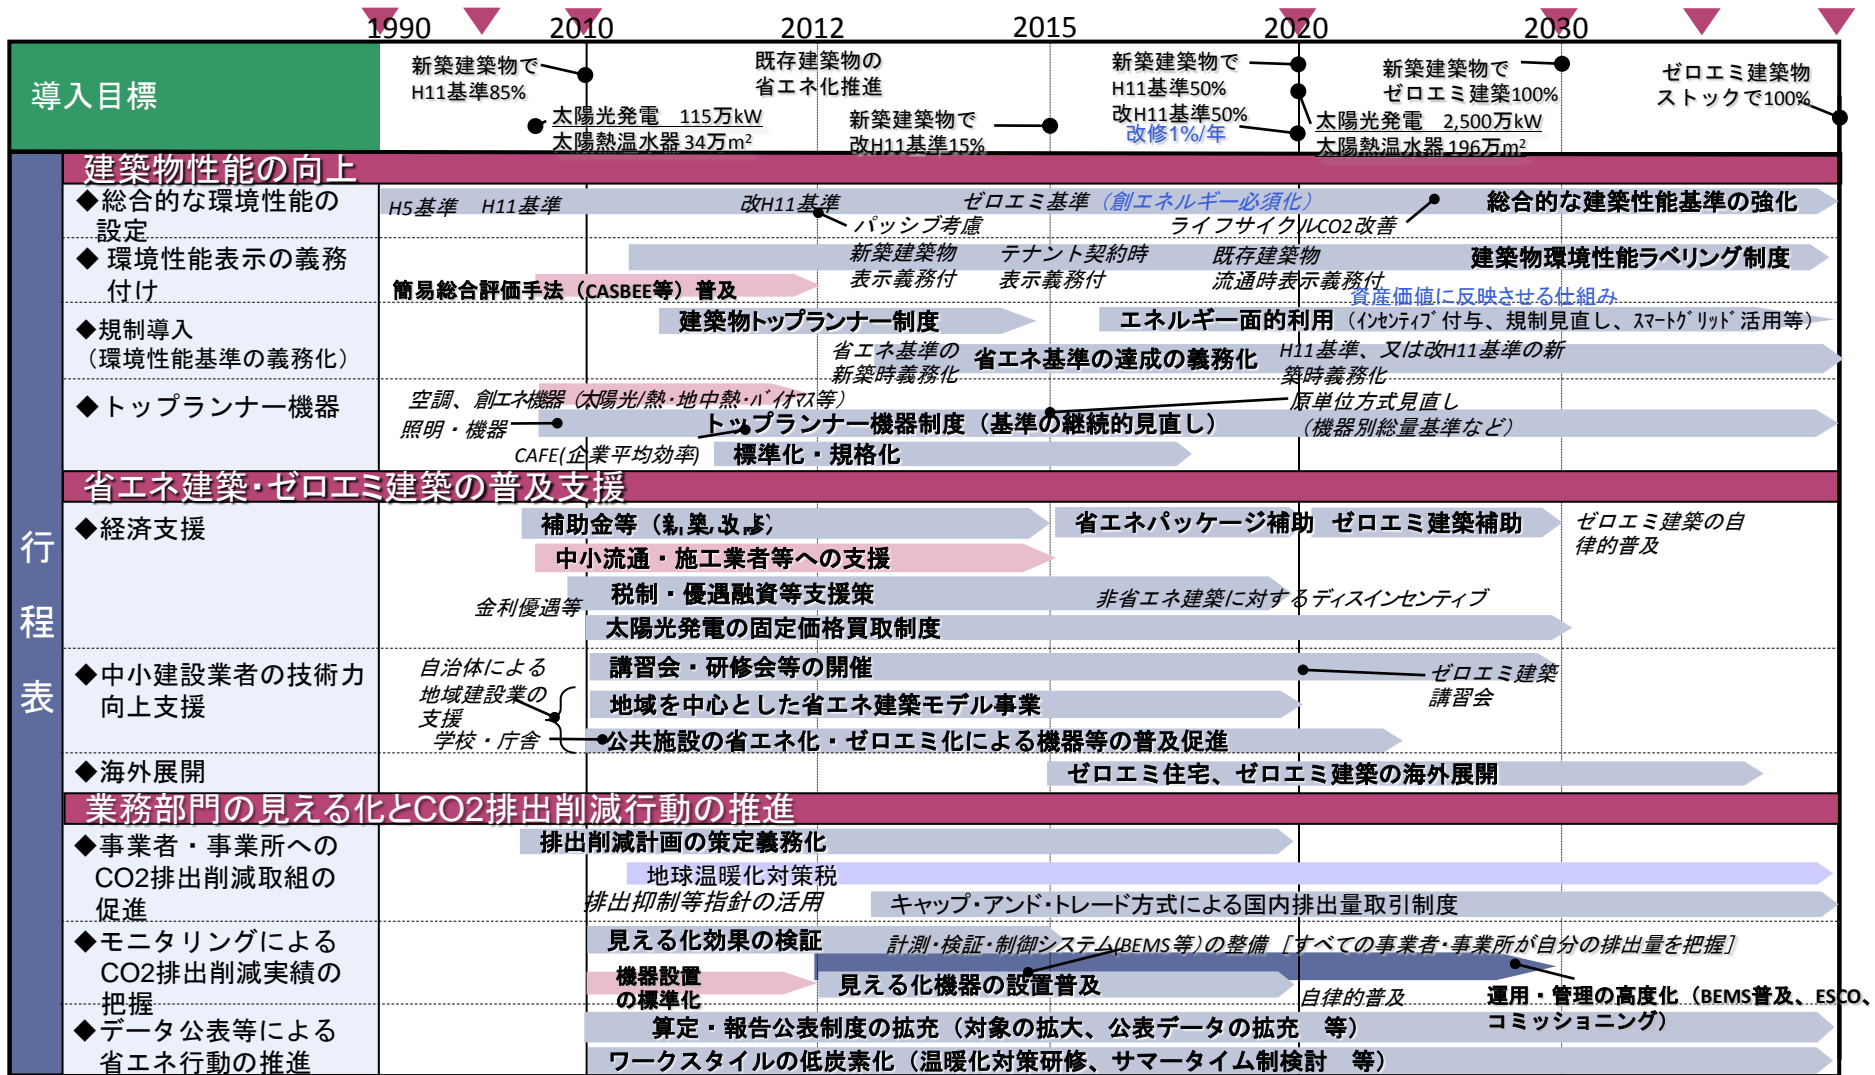 1990 2010 2012 2015 2020 2030
導入目標
新築建築物で
H11基準85%
太陽光発電　115万kW
太陽熱温水器 34万m²
既存建築物の
省エネ化推進
新築建築物で
改H11基準15%
新築建築物で
H11基準50%
改H11基準50%
改修1%/年
太陽光発電　2,500万kW
太陽熱温水器 196万m²
新築建築物で
ゼロエミ建築100%
ゼロエミ建築物
ストックで100%
行程表
建築物性能の向上
◆総合的な環境性能の
設定
H5基準　H11基準
改H11基準
パッシブ考慮
ゼロエミ基準（創エネルギー必須化）
ライフサイクルCO2改善
総合的な建築性能基準の強化
◆ 環境性能表示の義務
付け
簡易総合評価手法（CASBEE等）普及
新築建築物
表示義務付
テナント契約時
表示義務付
既存建築物
流通時表示義務付
建築物環境性能ラベリング制度
資産価値に反映させる仕組み
◆規制導入
（環境性能基準の義務化）
建築物トップランナー制度
エネルギー面的利用（インセンティブ付与、規制見直し、スマートグリッド活用等）
省エネ基準の
新築時義務化
省エネ基準の達成の義務化
H11基準、又は改H11基準の新
築時義務化
◆トップランナー機器
空調、創エネ機器（太陽光/熱・地中熱・バイオマス等）
照明・機器
トップランナー機器制度（基準の継続的見直し）
原単位方式見直し
（機器別総量基準など）
CAFE(企業平均効率)
標準化・規格化
省エネ建築・ゼロエミ建築の普及支援
◆経済支援
補助金等（新築、改修）
省エネパッケージ補助
ゼロエミ建築補助
ゼロエミ建築の自
律的普及
中小流通・施工業者等への支援
金利優遇等
税制・優遇融資等支援策
非省エネ建築に対するディスインセンティブ
太陽光発電の固定価格買取制度
◆中小建設業者の技術力
向上支援
自治体による
地域建設業の
支援
学校・庁舎
講習会・研修会等の開催
ゼロエミ建築
講習会
地域を中心とした省エネ建築モデル事業
公共施設の省エネ化・ゼロエミ化による機器等の普及促進
◆海外展開
ゼロエミ住宅、ゼロエミ建築の海外展開
業務部門の見える化とCO2排出削減行動の推進
◆事業者・事業所への
CO2排出削減取組の
促進
排出削減計画の策定義務化
地球温暖化対策税
排出抑制等指針の活用
キャップ・アンド・トレード方式による国内排出量取引制度
◆モニタリングによる
CO2排出削減実績の
把握
見える化効果の検証
計測・検証・制御システム(BEMS等)の整備［すべての事業者・事業所が自分の排出量を把握］
機器設置
の標準化
見える化機器の設置普及
自律的普及
運用・管理の高度化（BEMS普及、ESCO、
コミッショニング）
◆データ公表等による
省エネ行動の推進
算定・報告公表制度の拡充（対象の拡大、公表データの拡充　等）
ワークスタイルの低炭素化（温暖化対策研修、サマータイム制検討　等）